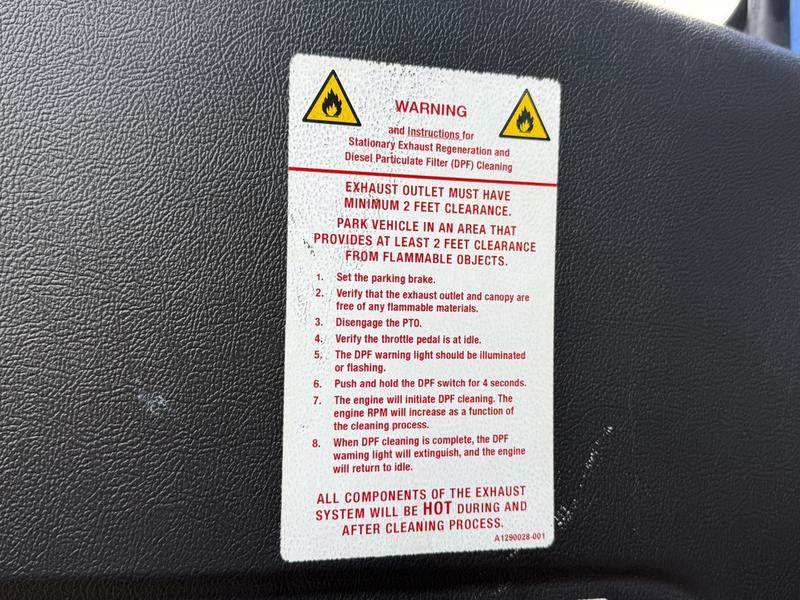 WARNING
and Instructions for
Stationary Exhaust Regeneration and
Diesel Particulate Filter (DPF) Cleaning
EXHAUST OUTLET MUST HAVE
MINIMUM 2 FEET CLEARANCE.
PARK VEHICLE IN AN AREA THAT
PROVIDES AT LEAST 2 FEET CLEARANCE
FROM FLAMMABLE OBJECTS.
1. Set the parking brake.
2. Verify that the exhaust outlet and canopy are
free of any flammable materials.
3. Disengage the PTO.
4. Verify the throttle pedal is at idle.
5. The DPF warning light should be illuminated
or flashing.
6. Push and hold the DPF switch for 4 seconds.
7. The engine will initiate DPF cleaning. The
engine RPM will increase as a function of
the cleaning process.
8. When DPF cleaning is complete, the DPF
warning light will extinguish, and the engine
will return to idle.
ALL COMPONENTS OF THE EXHAUST
SYSTEM WILL BE HOT DURING AND
AFTER CLEANING PROCESS.
A1290028-001